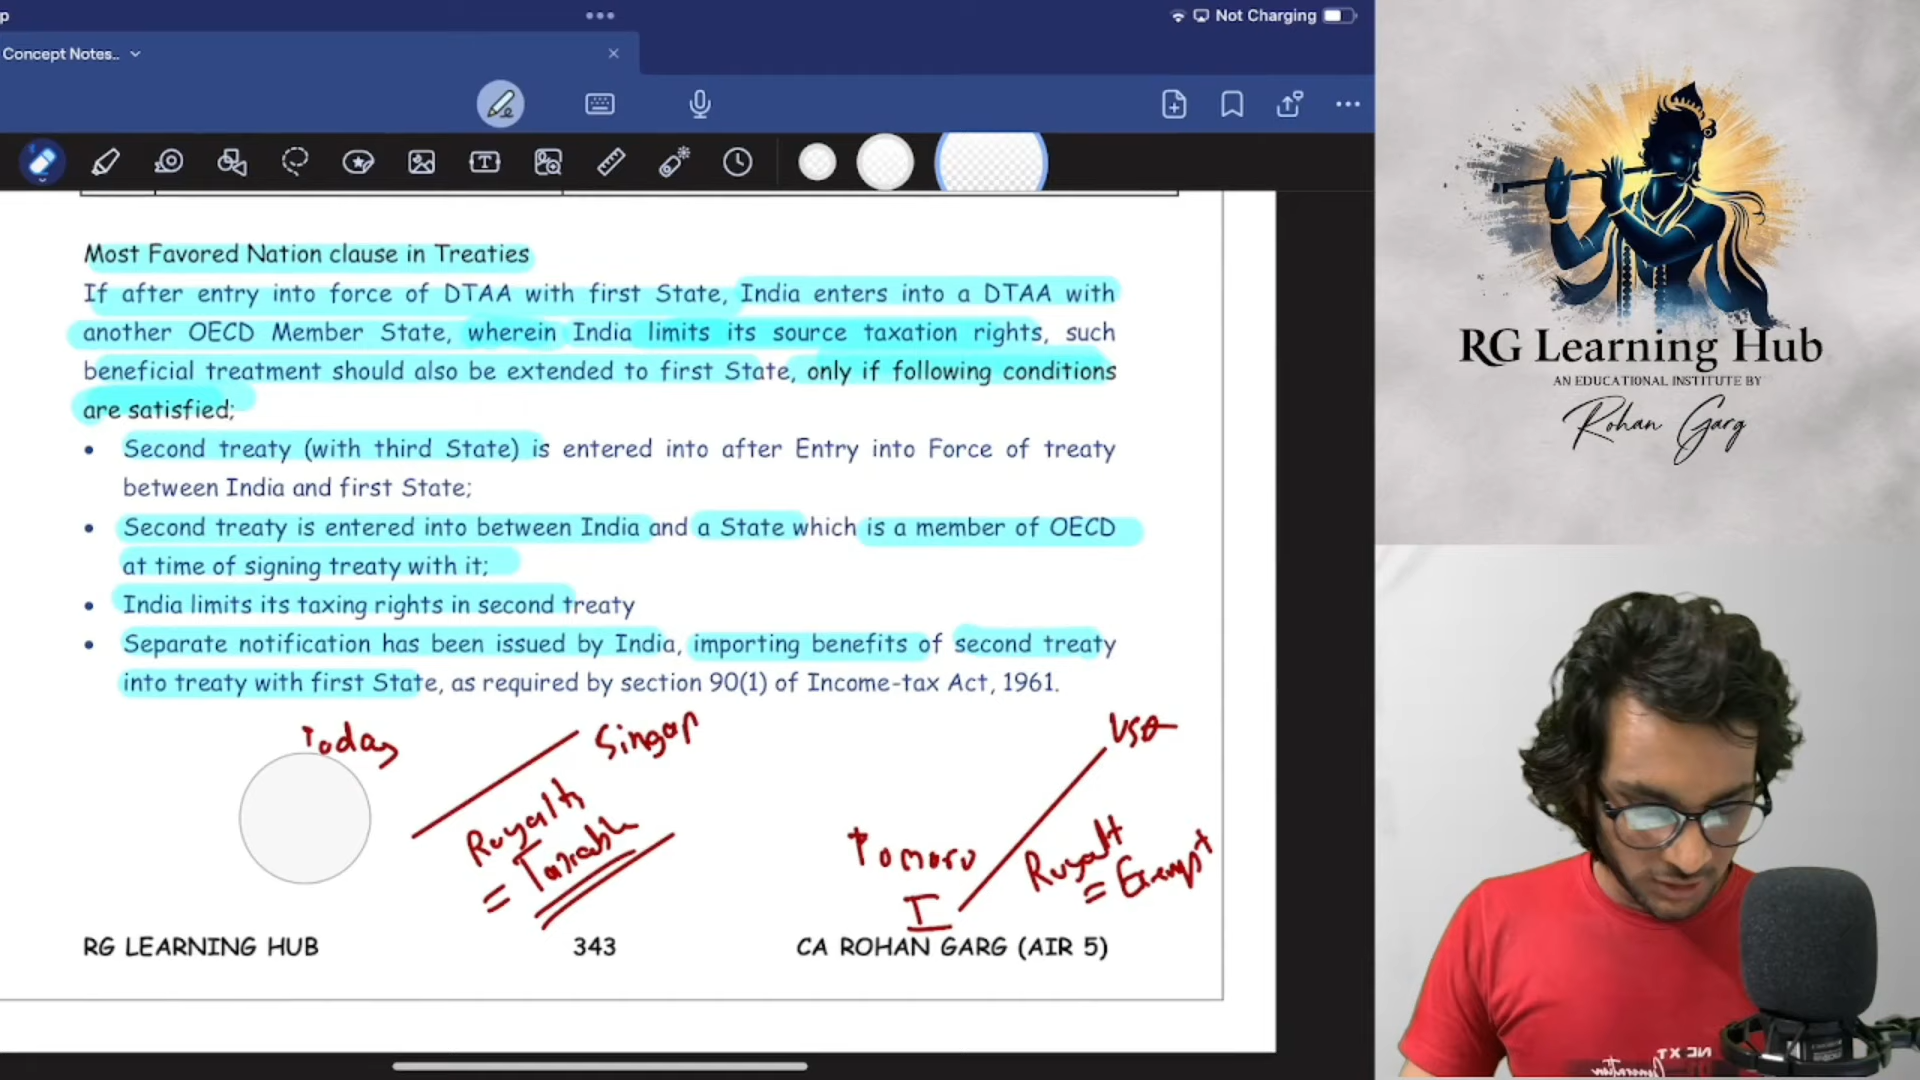 Not Charging
Concept Notes..
Most Favored Nation clause in Treaties
If after entry into force of DTAA with first State, India enters into a DTAA with
another OECD Member State, wherein India limits its source taxation rights, such
beneficial treatment should also be extended to first State, only if following conditions
are satisfied;
• Second treaty (with third State) is entered into after Entry into Force of treaty
between India and first State;
• Second treaty is entered into between India and a State which is a member of OECD
at time of signing treaty with it;
• India limits its taxing rights in second treaty
• Separate notification has been issued by India, importing benefits of second treaty
into treaty with first State, as required by section 90(1) of Income-tax Act, 1961.
Today
Singap
Royalty
= Taxable
USA
Tomoro
I
Royalt
= Exempt
RG LEARNING HUB 343 CA ROHAN GARG (AIR 5)
RG Learning Hub
AN EDUCATIONAL INSTITUTE BY
Rohan Garg